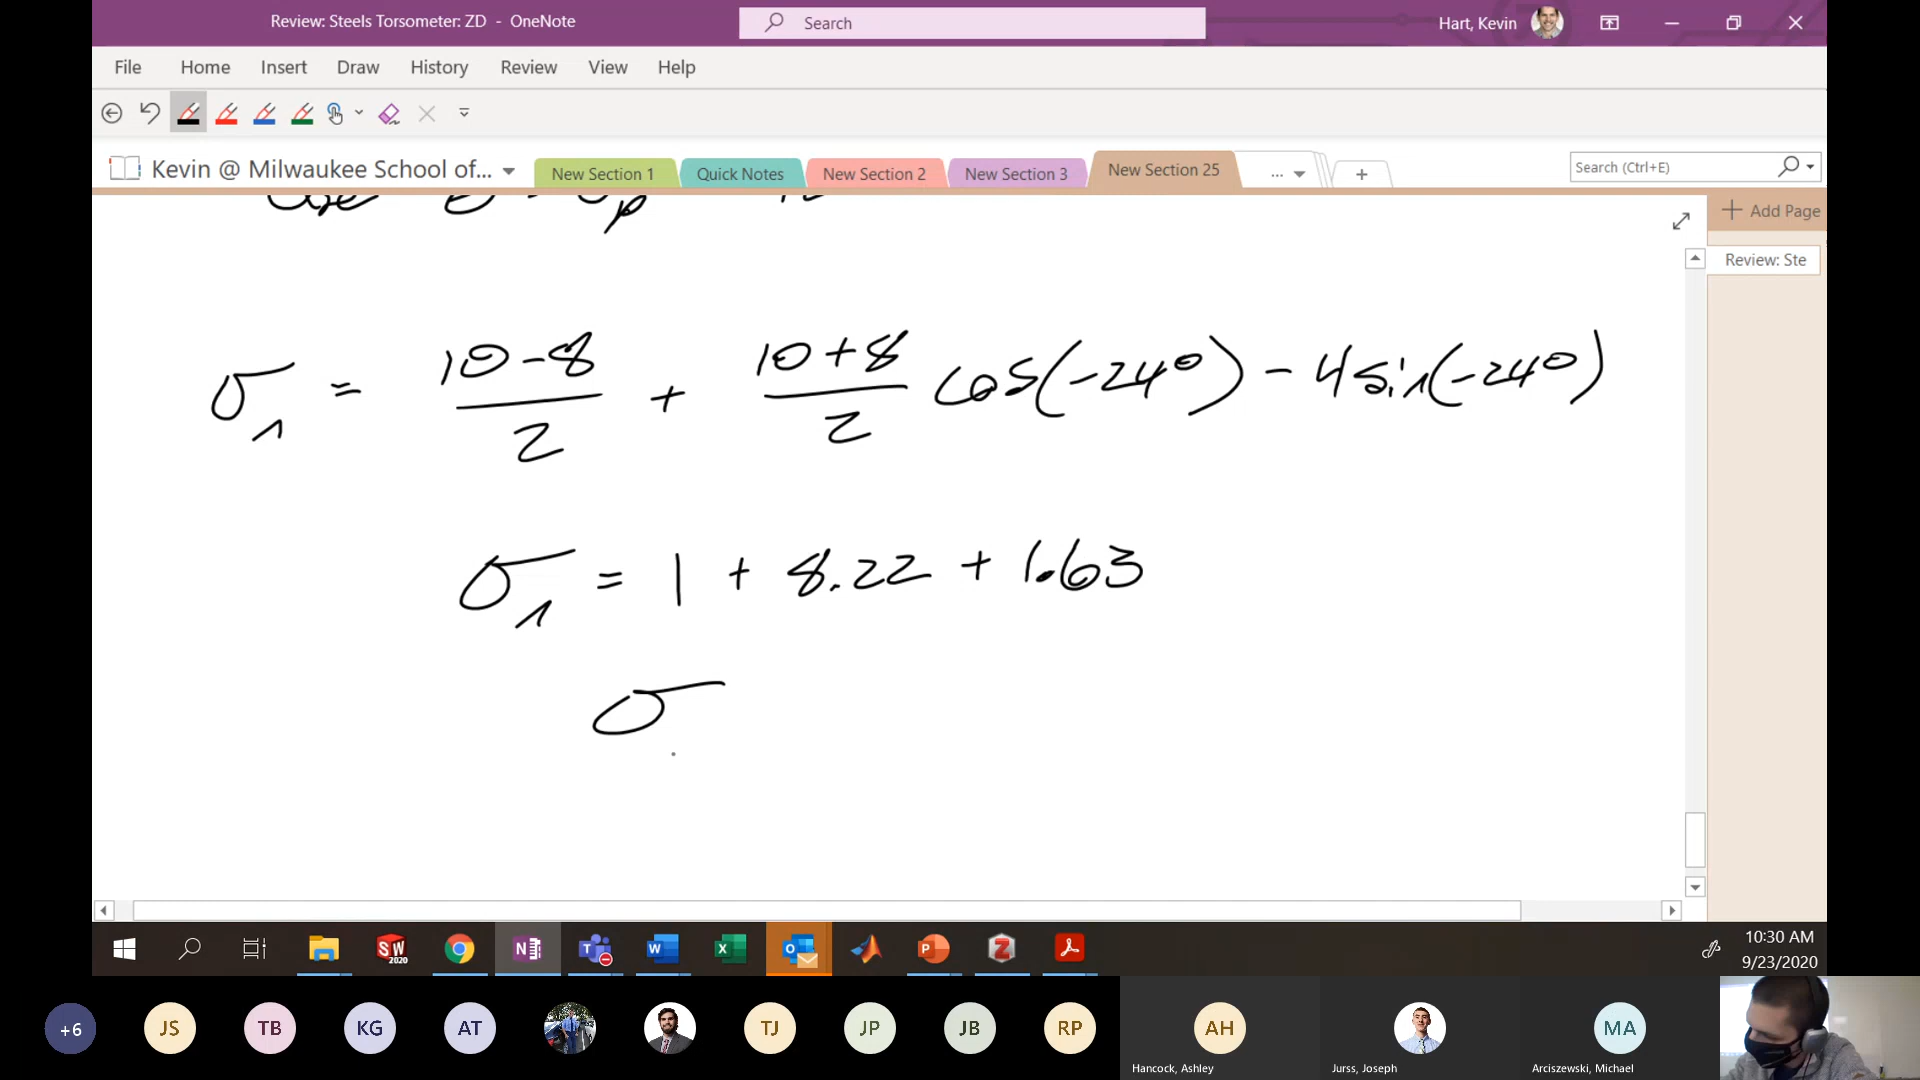 Review: Steels Torsometer: ZD - OneNote
Search
Hart, Kevin
File Home Insert Draw History Review View Help
Kevin @ Milwaukee School of...
New Section 1
Quick Notes
New Section 2
New Section 3
New Section 25
...
Search (Ctrl+E)
Add Page
Review: Ste
σ₁ = (10-8)/2 + (10+8)/2 cos(-24°) - 4sin(-24°)
σ₁ = 1 + 8.22 + 1.63
σ
SW 2020
N
T
W
X
O
P
Z
10:30 AM
9/23/2020
+6
JS
TB
KG
AT
TJ
JP
JB
RP
AH
MA
Hancock, Ashley
Jurss, Joseph
Arciszewski, Michael